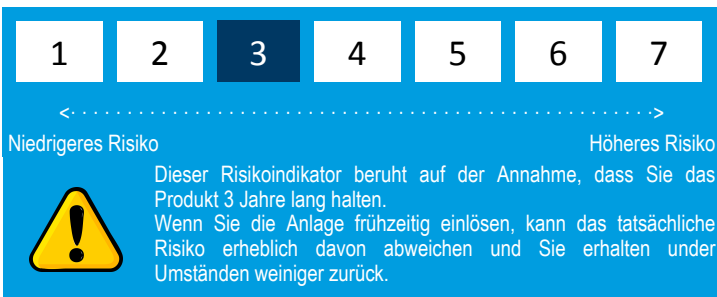 1 2 3 4 5 6 7
<· · · · · · · · · · · · · · · · · · · · · · · · · · · · · · · · · · · · · · · · · · · · · · · · · · · ·>
Niedrigeres Risiko Höheres Risiko
Dieser Risikoindikator beruht auf der Annahme, dass Sie das
Produkt 3 Jahre lang halten.
Wenn Sie die Anlage frühzeitig einlösen, kann das tatsächliche
Risiko erheblich davon abweichen und Sie erhalten under
Umständen weiniger zurück.